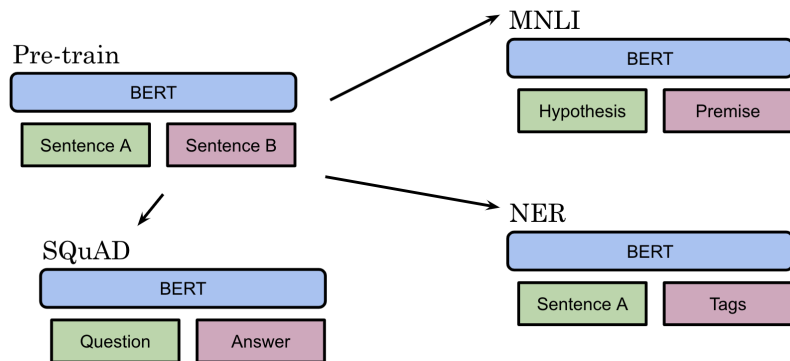 Pre-train
BERT
Sentence A
Sentence B
MNLI
BERT
Hypothesis
Premise
SQuAD
BERT
Question
Answer
NER
BERT
Sentence A
Tags